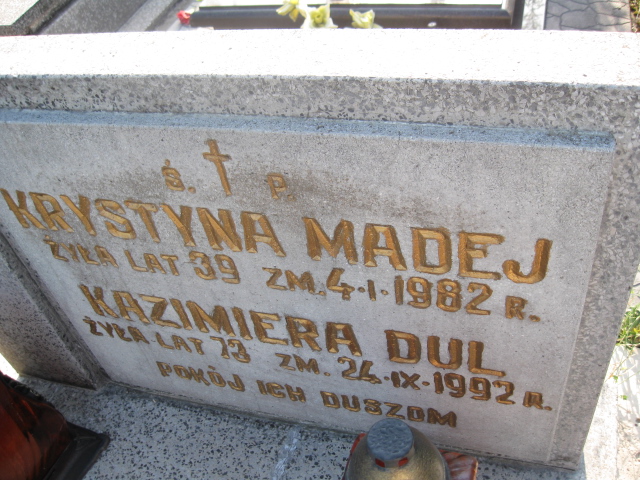 Ś. P.
KRYSTYNA MADEJ
ŻYŁA LAT 39 ZM. 4·I·1982 R.
KAZIMIERA DUL
ŻYŁA LAT 73 ZM. 24·IX·1992 R.
POKÓJ ICH DUSZOM